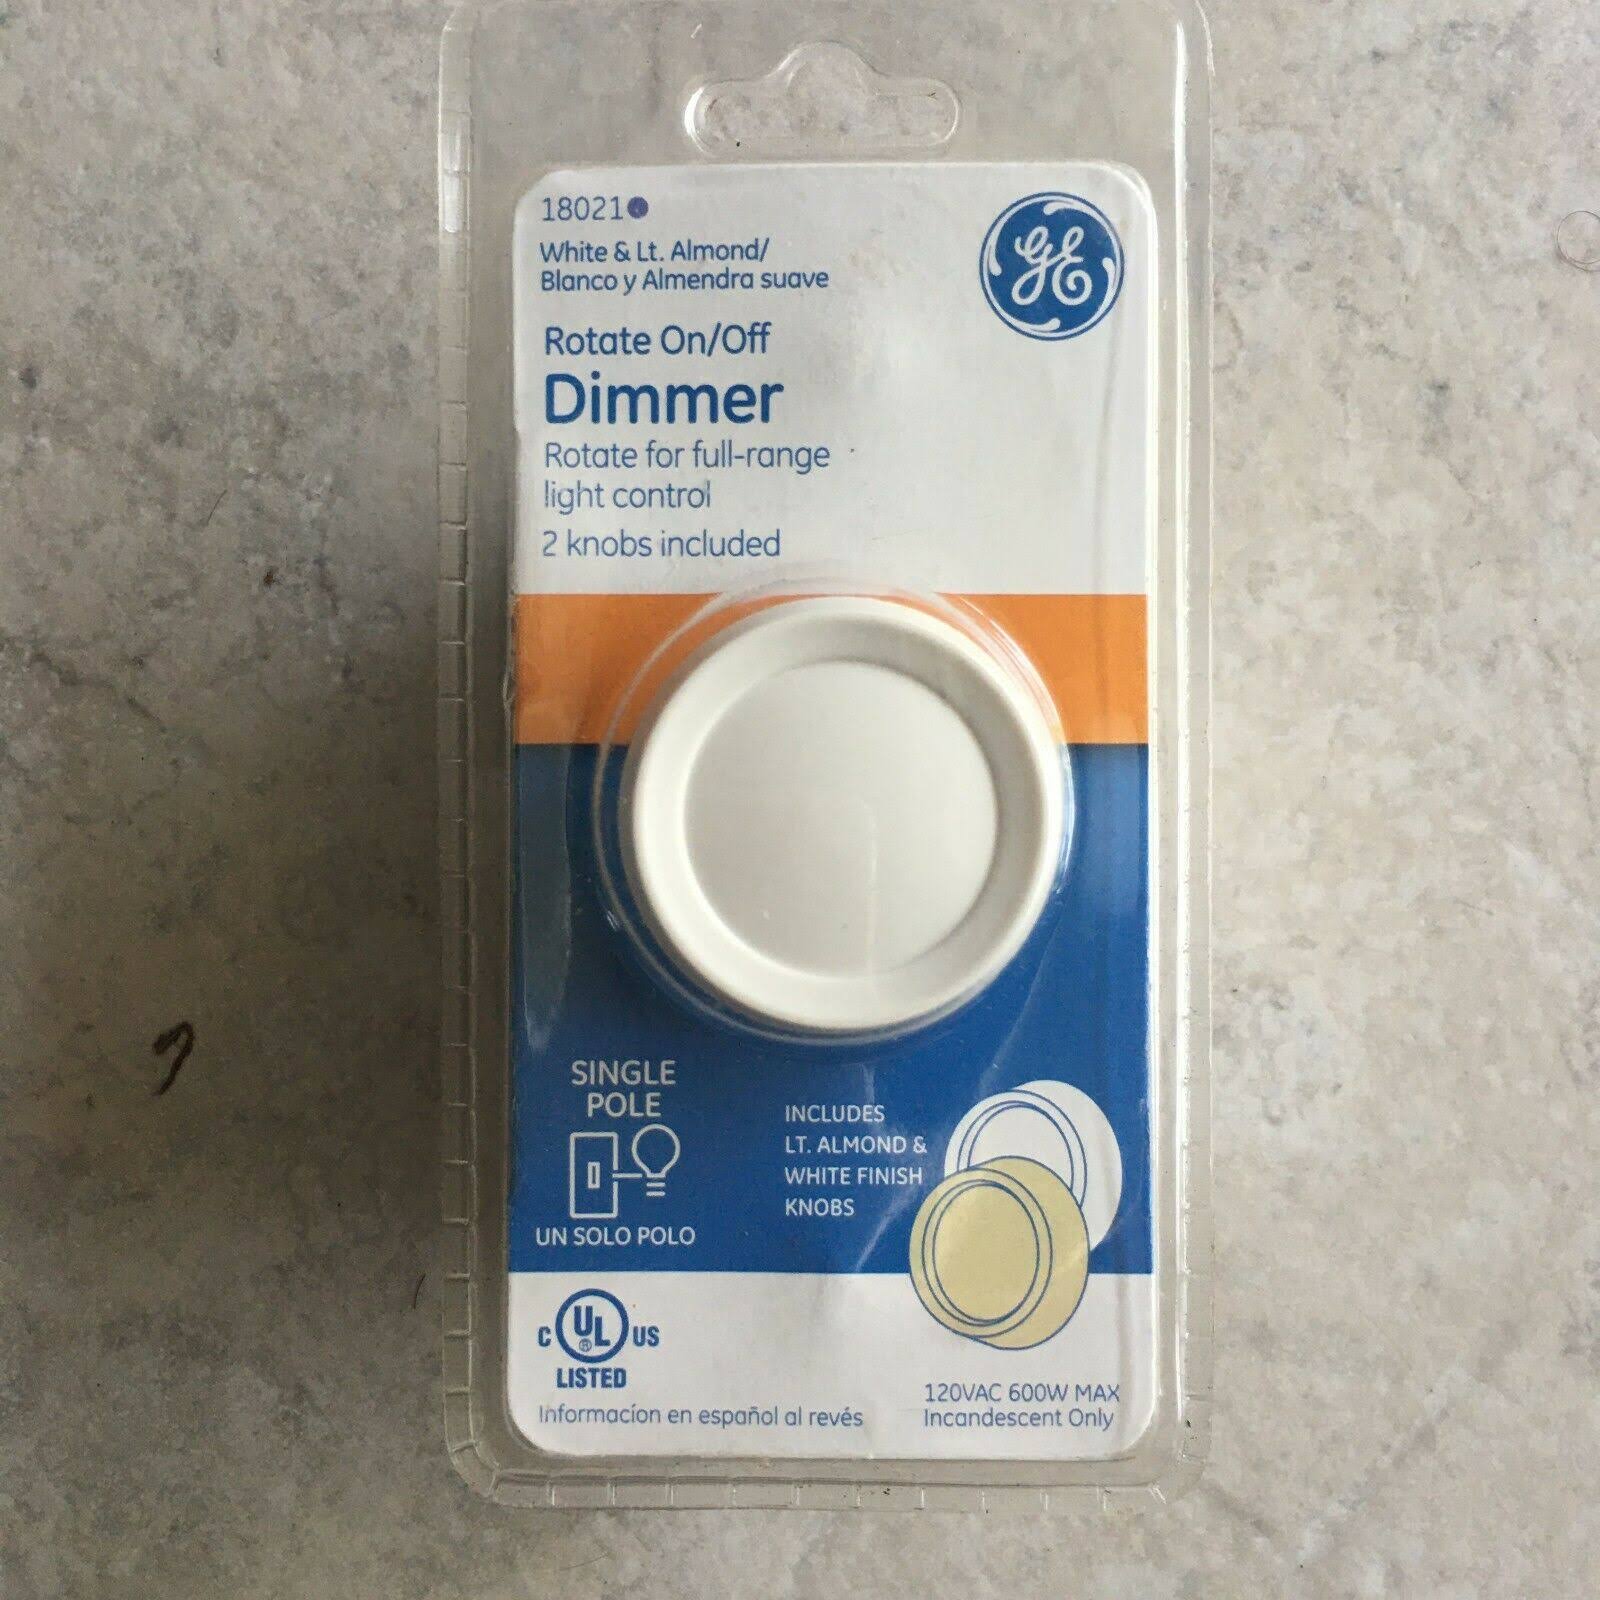 18021
White & Lt. Almond/
Blanco y Almendra suave
GE
Rotate On/Off
Dimmer
Rotate for full-range
light control
2 knobs included
SINGLE
POLE
UN SOLO POLO
INCLUDES
LT. ALMOND &
WHITE FINISH
KNOBS
C UL® US
LISTED
Informacíon en español al revés
120VAC 600W MAX
Incandescent Only